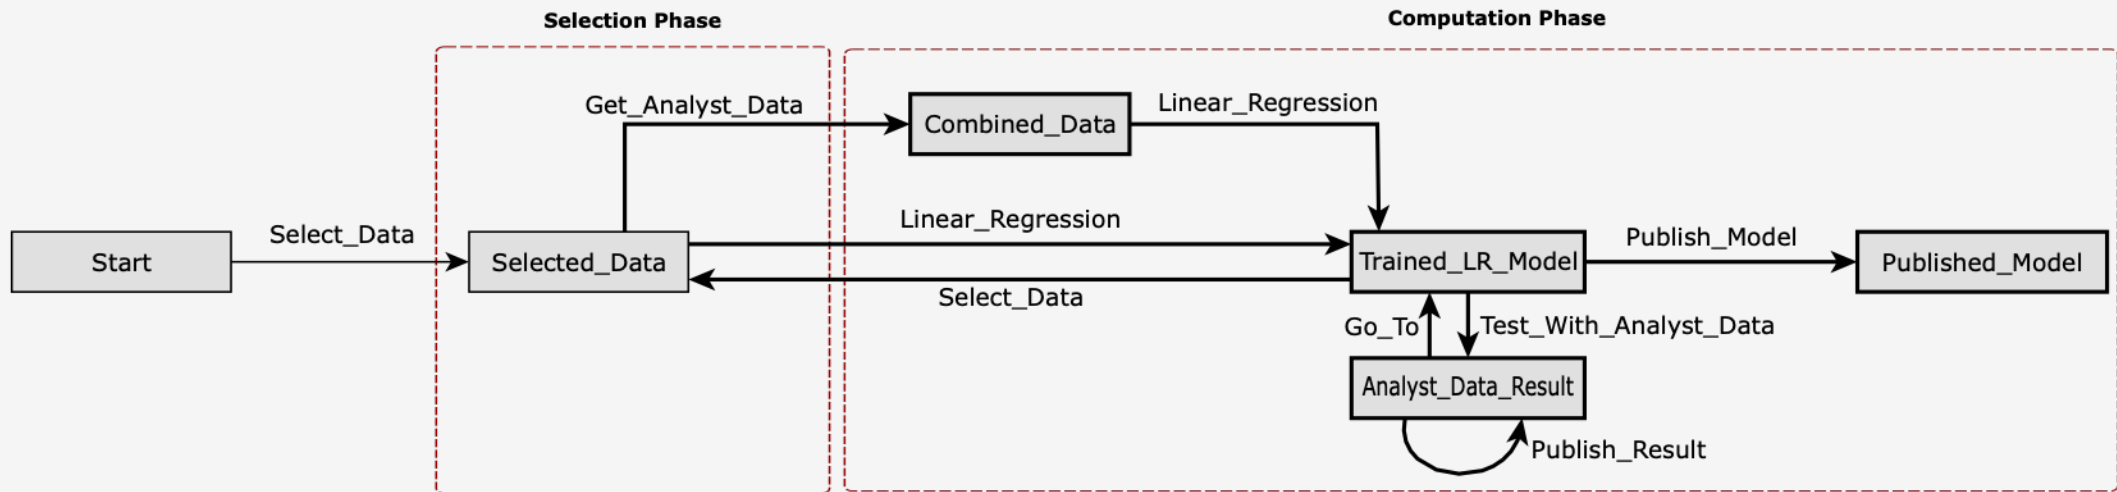 Selection Phase
Computation Phase
Get_Analyst_Data
Combined_Data
Linear_Regression
Start
Select_Data
Selected_Data
Linear_Regression
Select_Data
Trained_LR_Model
Publish_Model
Published_Model
Go_To
Test_With_Analyst_Data
Analyst_Data_Result
Publish_Result